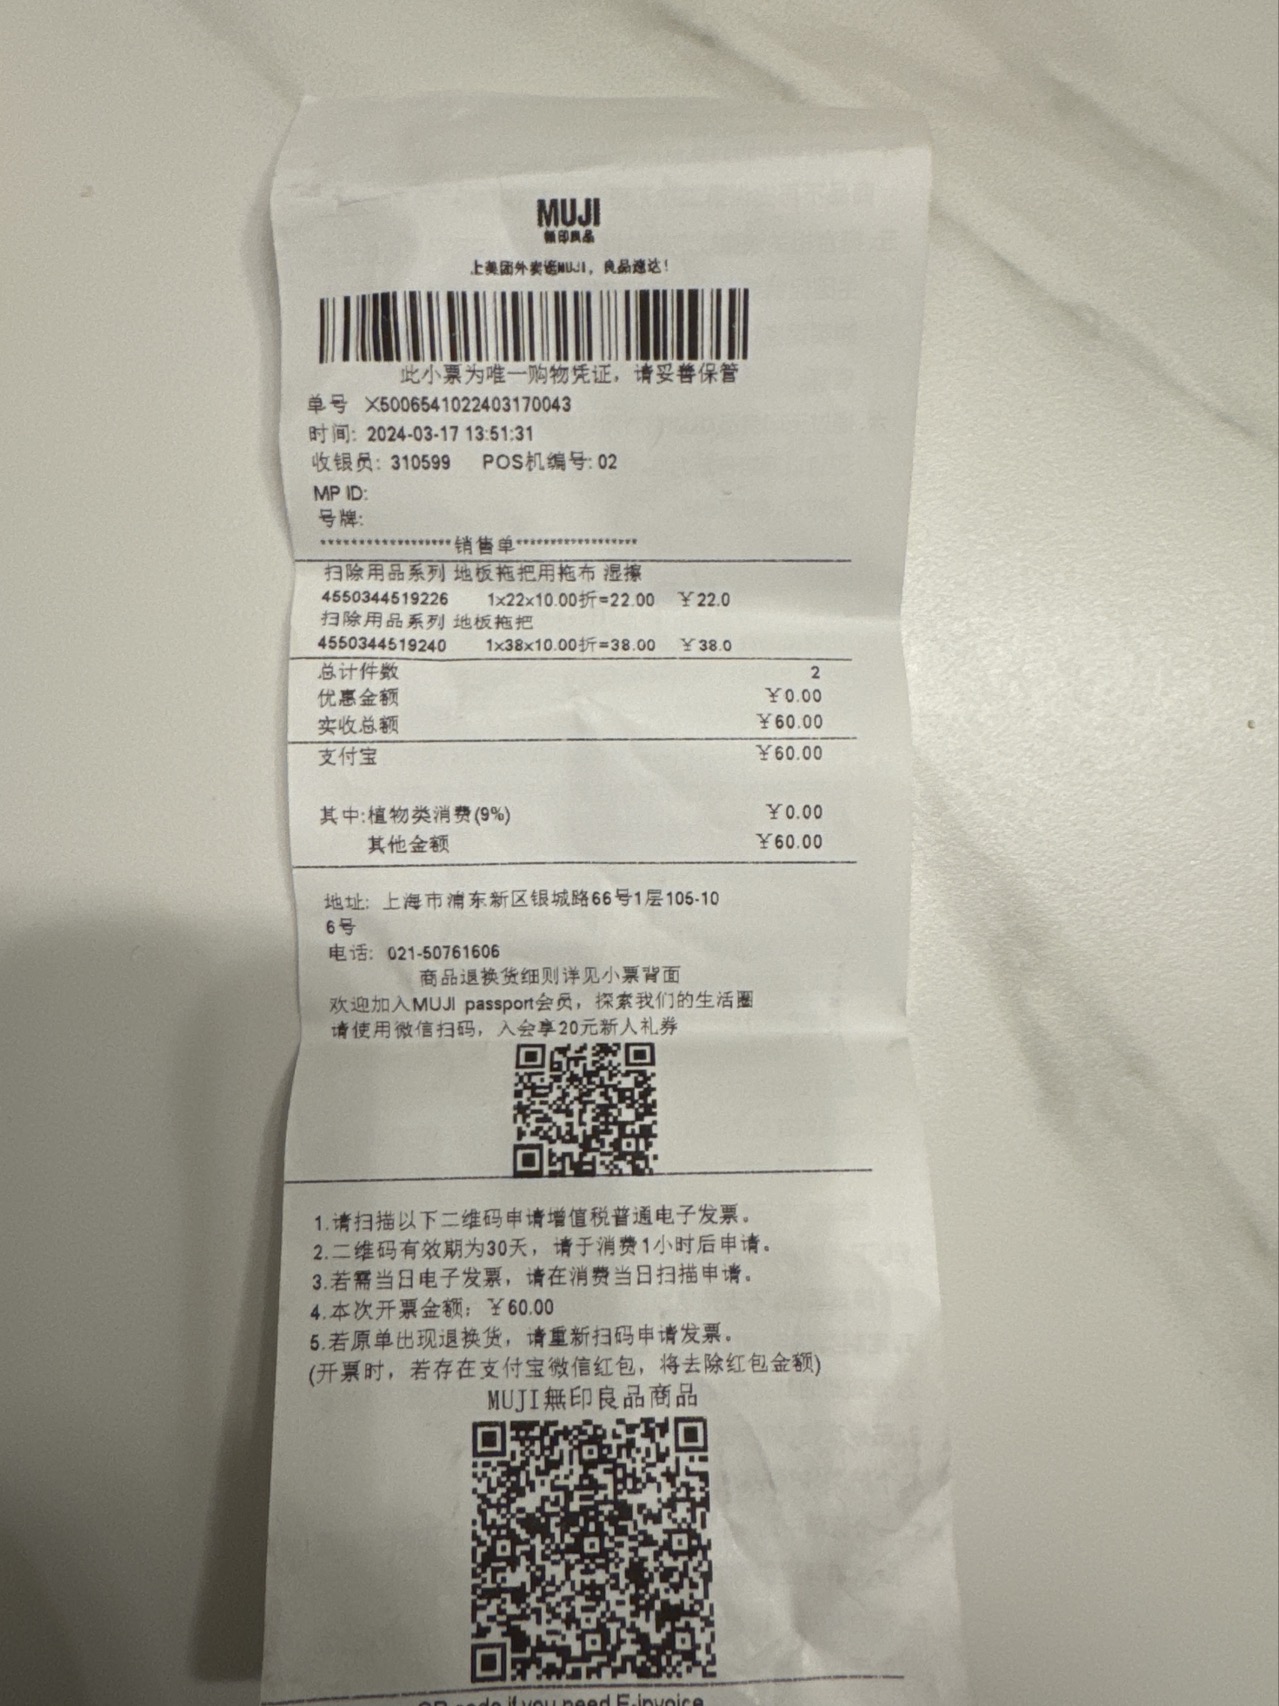 MUJI
無印良品
上美团外卖逛MUJI，良品速达！
此小票为唯一购物凭证，请妥善保管
单号 X5006541022403170043
时间: 2024-03-17 13:51:31
收银员: 310599 POS机编号: 02
MP ID:
号牌:
******************销售单*****************
扫除用品系列 地板拖把用拖布 湿擦
4550344519226 1x22x10.00折=22.00 ￥22.0
扫除用品系列 地板拖把
4550344519240 1x38x10.00折=38.00 ￥38.0
总计件数 2
优惠金额 ￥0.00
实收总额 ￥60.00
支付宝 ￥60.00
其中:植物类消费(9%) ￥0.00
其他金额 ￥60.00
地址: 上海市浦东新区银城路66号1层105-10
6号
电话: 021-50761606
商品退换货细则详见小票背面
欢迎加入MUJI passport会员，探索我们的生活圈
请使用微信扫码，入会享20元新人礼券
1.请扫描以下二维码申请增值税普通电子发票。
2.二维码有效期为30天，请于消费1小时后申请。
3.若需当日电子发票，请在消费当日扫描申请。
4.本次开票金额：￥60.00
5.若原单出现退换货，请重新扫码申请发票。
(开票时，若存在支付宝微信红包，将去除红包金额)
MUJI無印良品商品
QR code if you need E-invoice